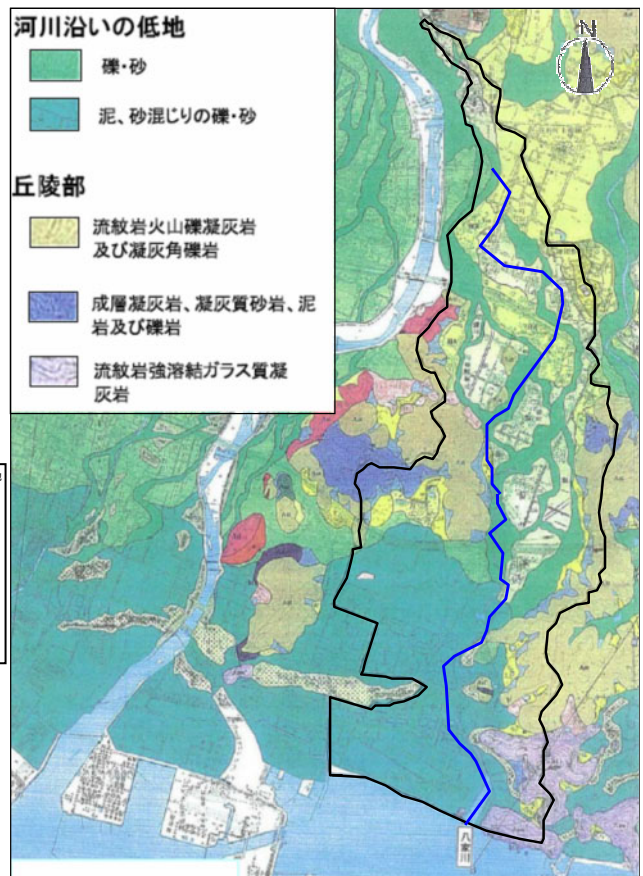 河川沿いの低地
礫・砂
泥、砂混じりの礫・砂
丘陵部
流紋岩火山礫凝灰岩
及び凝灰角礫岩
成層凝灰岩、凝灰質砂岩、泥
岩及び礫岩
流紋岩強溶結ガラス質凝
灰岩
N
八家川